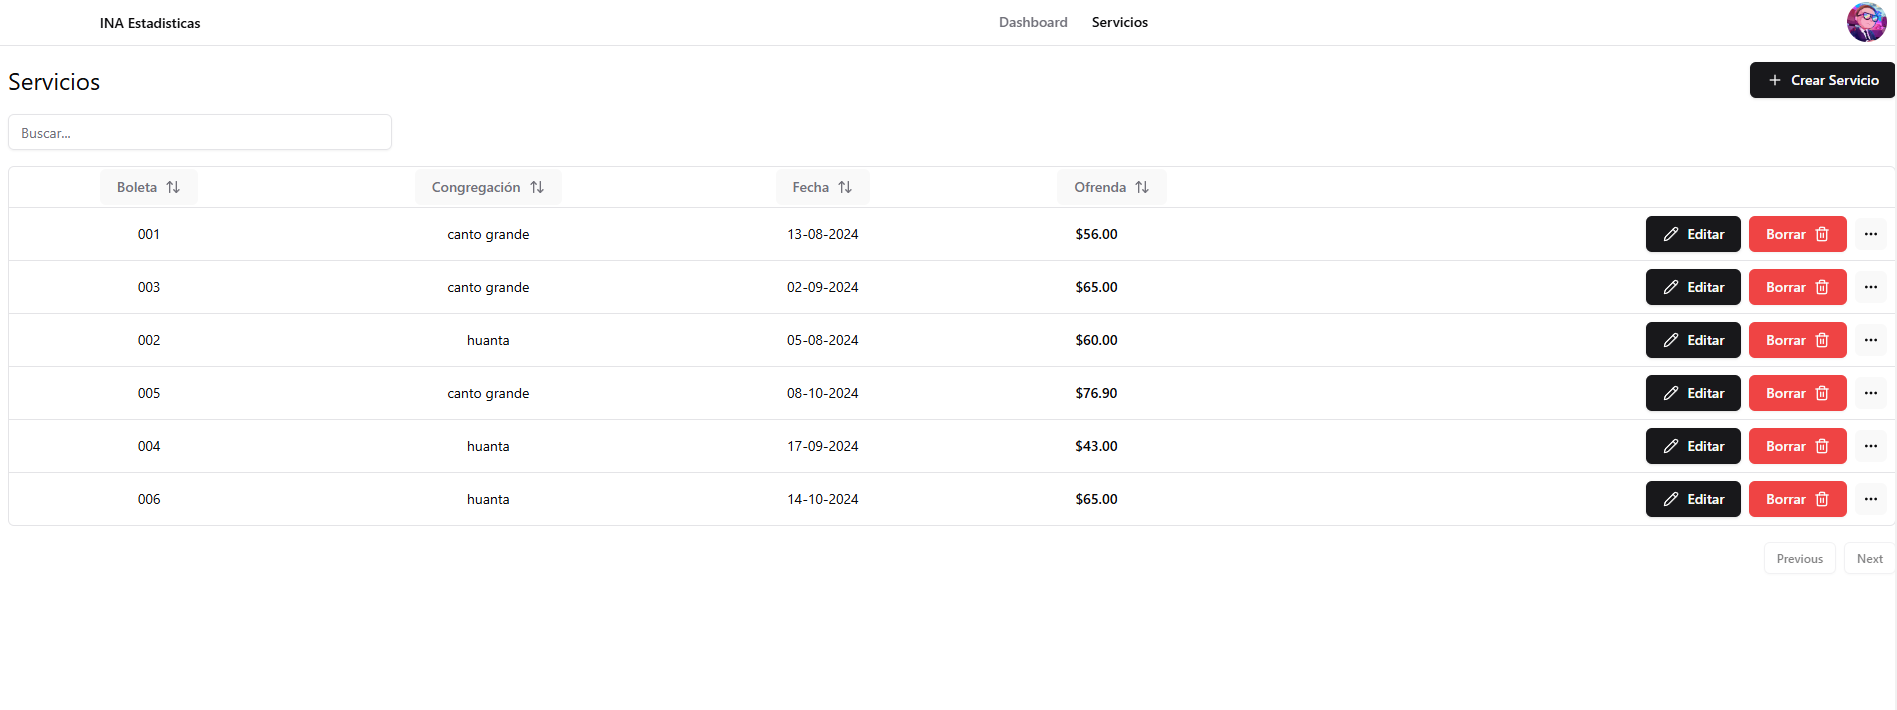 INA Estadisticas Dashboard Servicios
Servicios + Crear Servicio
Buscar...
Boleta Congregación Fecha Ofrenda
001 canto grande 13-08-2024 $56.00 Editar Borrar ...
003 canto grande 02-09-2024 $65.00 Editar Borrar ...
002 huanta 05-08-2024 $60.00 Editar Borrar ...
005 canto grande 08-10-2024 $76.90 Editar Borrar ...
004 huanta 17-09-2024 $43.00 Editar Borrar ...
006 huanta 14-10-2024 $65.00 Editar Borrar ...
Previous Next